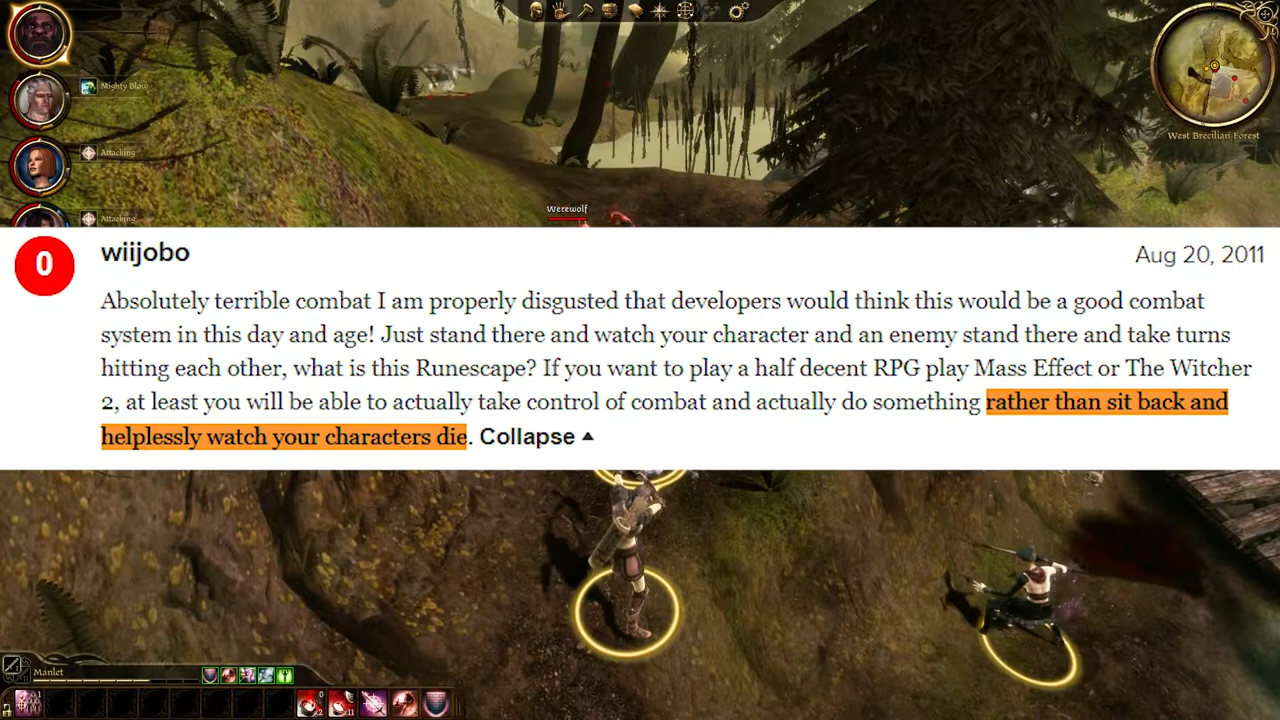 Mighty Blow
Attacking
Attacking
West Brecilian Forest
Werewolf
0
wiijobo
Aug 20, 2011
Absolutely terrible combat I am properly disgusted that developers would think this would be a good combat
system in this day and age! Just stand there and watch your character and an enemy stand there and take turns
hitting each other, what is this Runescape? If you want to play a half decent RPG play Mass Effect or The Witcher
2, at least you will be able to actually take control of combat and actually do something rather than sit back and
helplessly watch your characters die. Collapse ▲
Manlet